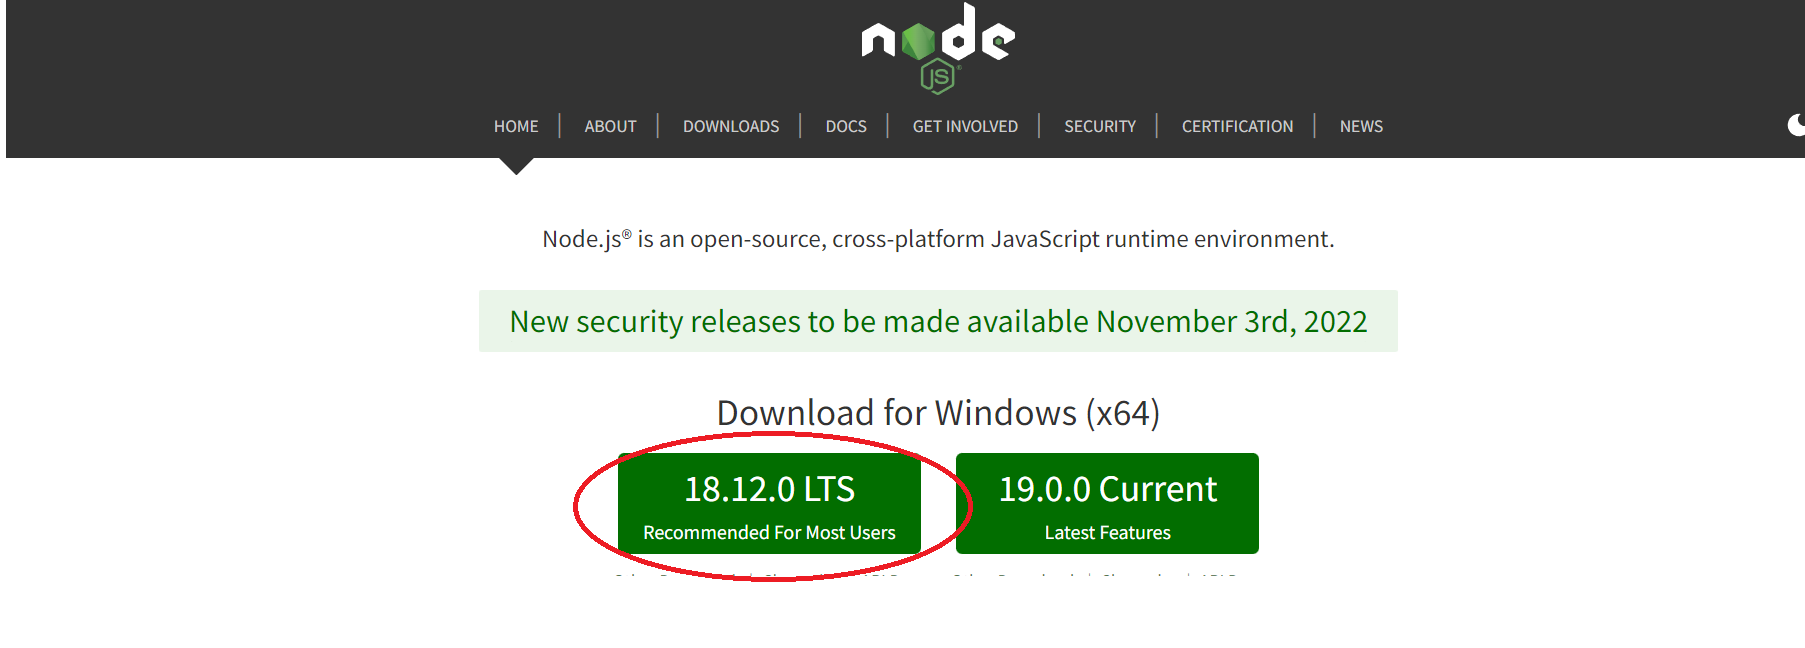 node
JS
HOME | ABOUT | DOWNLOADS | DOCS | GET INVOLVED | SECURITY | CERTIFICATION | NEWS
Node.js® is an open-source, cross-platform JavaScript runtime environment.
New security releases to be made available November 3rd, 2022
Download for Windows (x64)
18.12.0 LTS
Recommended For Most Users
19.0.0 Current
Latest Features